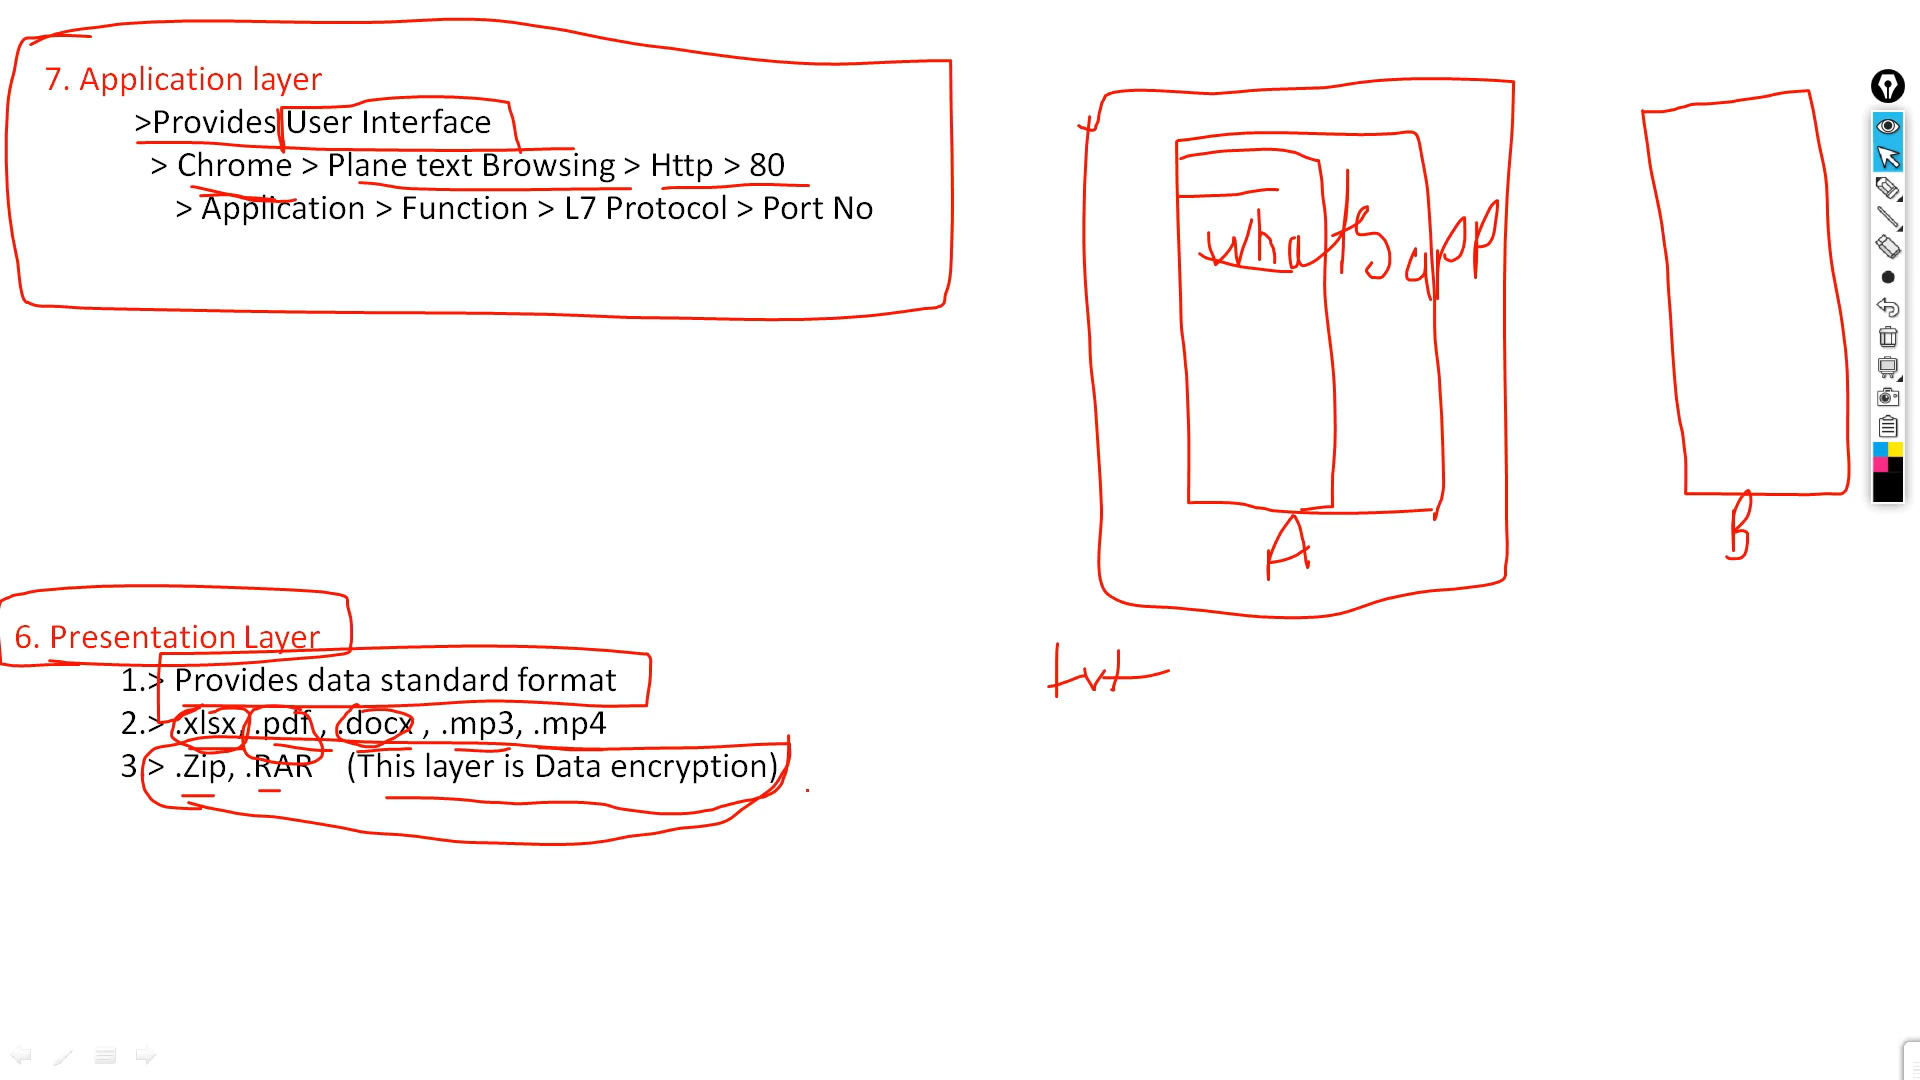 7. Application layer
>Provides User Interface
> Chrome > Plane text Browsing > Http > 80
> Application > Function > L7 Protocol > Port No
whatsapp
A
B
6. Presentation Layer
1.> Provides data standard format
2.> .xlsx, .pdf , .docx , .mp3, .mp4
3 > .Zip, .RAR (This layer is Data encryption)